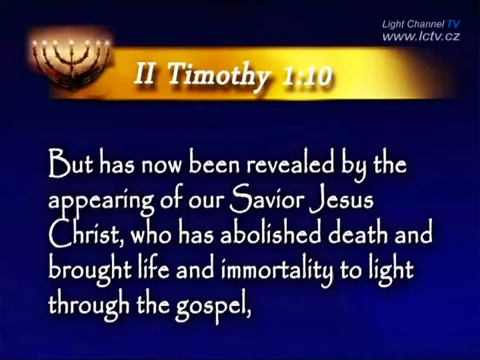 Light Channel TV
www.lctv.cz
II Timothy 1:10
But has now been revealed by the
appearing of our Savior Jesus
Christ, who has abolished death and
brought life and immortality to light
through the gospel,